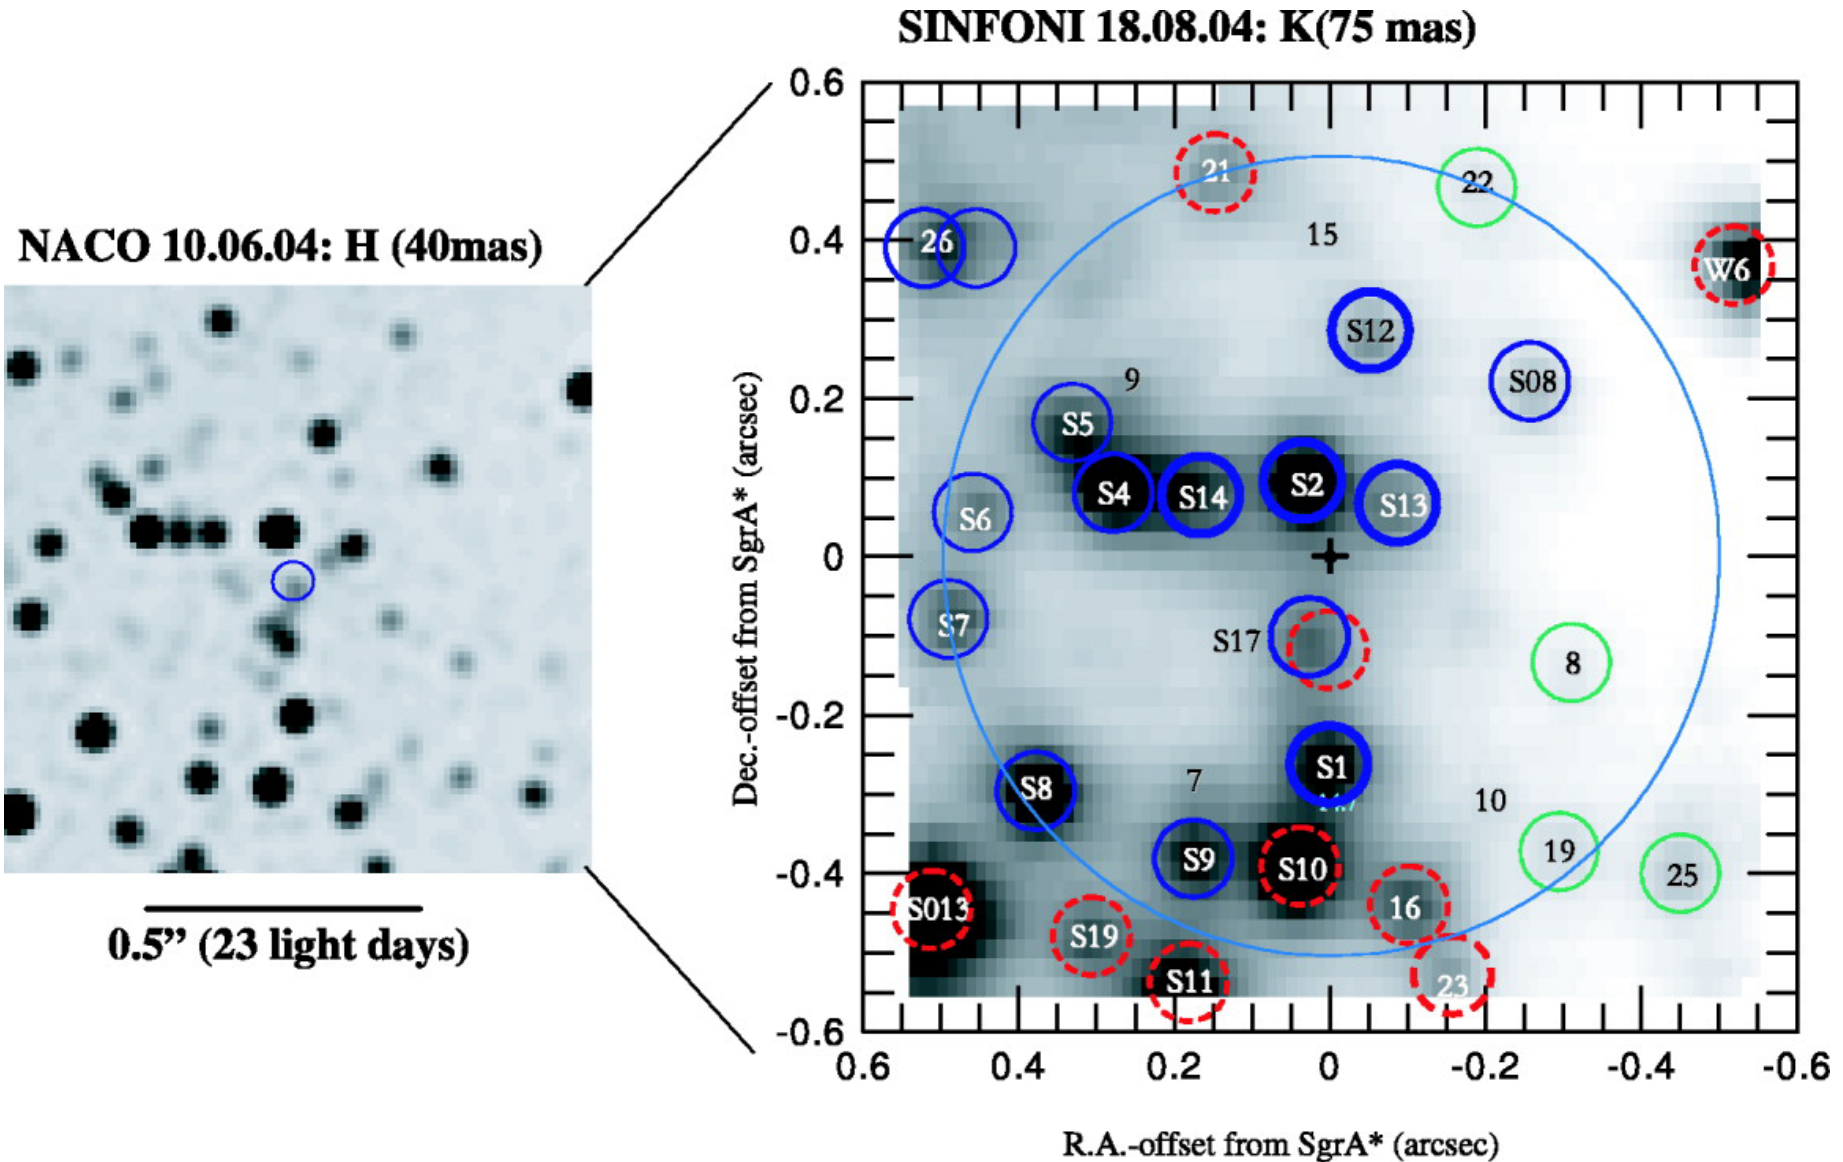 SINFONI 18.08.04: K(75 mas)
NACO 10.06.04: H (40mas)
0.5” (23 light days)
Dec.-offset from SgrA* (arcsec)
0.6
0.4
0.2
0
-0.2
-0.4
-0.6
21
22
15
26
W6
S12
S08
9
S5
S4
S14
S2
S13
S6
S17
S7
8
S1
S8
7
10
S9
S10
19
25
S013
16
S19
S11
23
0.6
0.4
0.2
0
-0.2
-0.4
-0.6
R.A.-offset from SgrA* (arcsec)